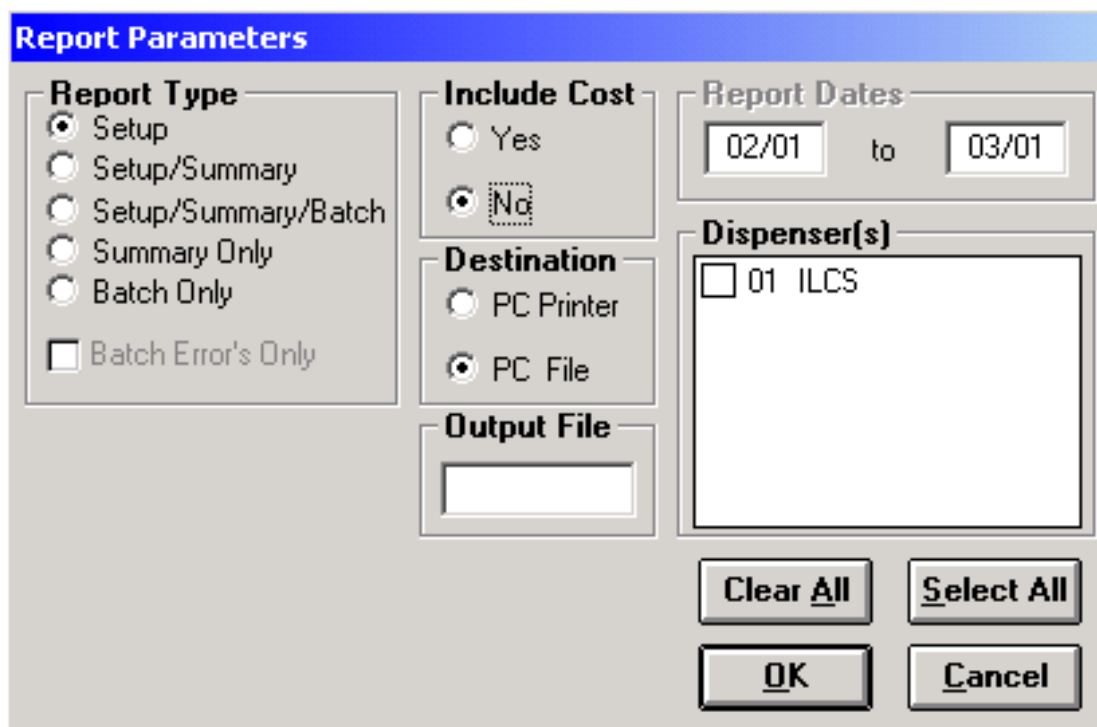 Report Parameters
Report Type
Setup
Setup/Summary
Setup/Summary/Batch
Summary Only
Batch Only
Batch Error's Only
Include Cost
Yes
No
Destination
PC Printer
PC File
Output File
Report Dates
02/01 to 03/01
Dispenser(s)
01 ILCS
Clear All Select All
OK Cancel